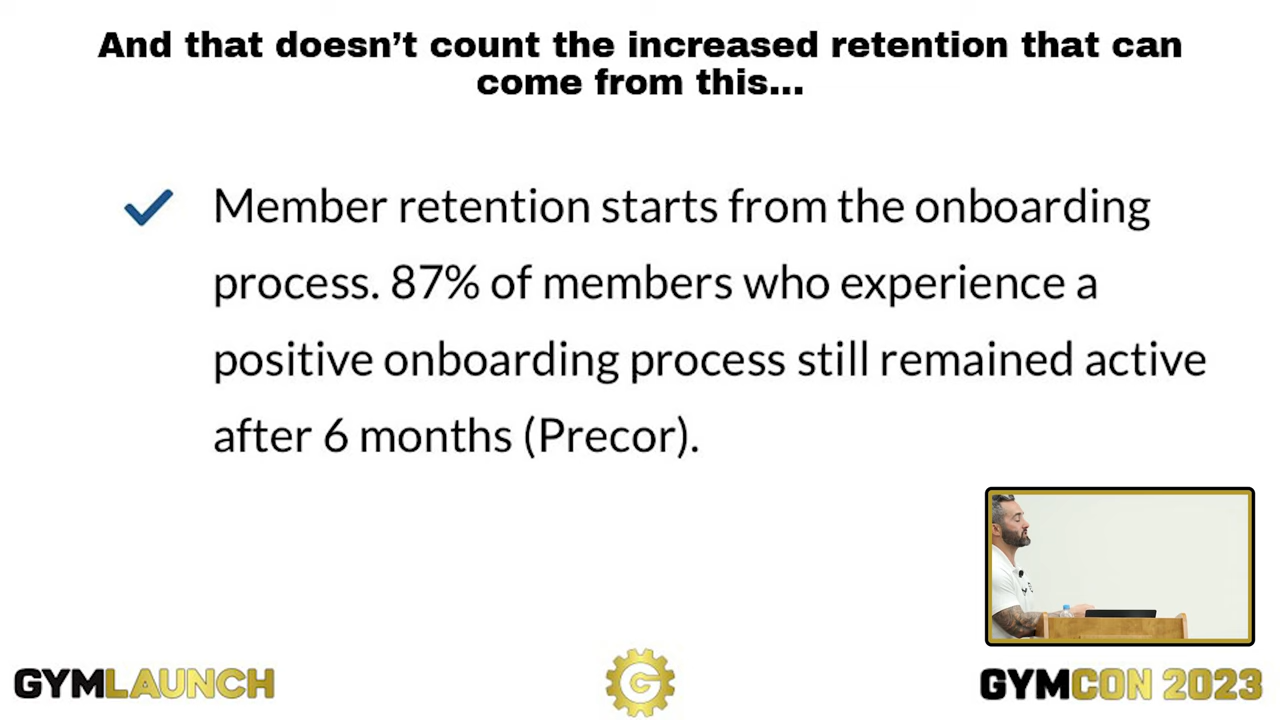 And that doesn’t count the increased retention that can
come from this...
Member retention starts from the onboarding
process. 87% of members who experience a
positive onboarding process still remained active
after 6 months (Precor).
GYMLAUNCH
G
GYMCON 2023